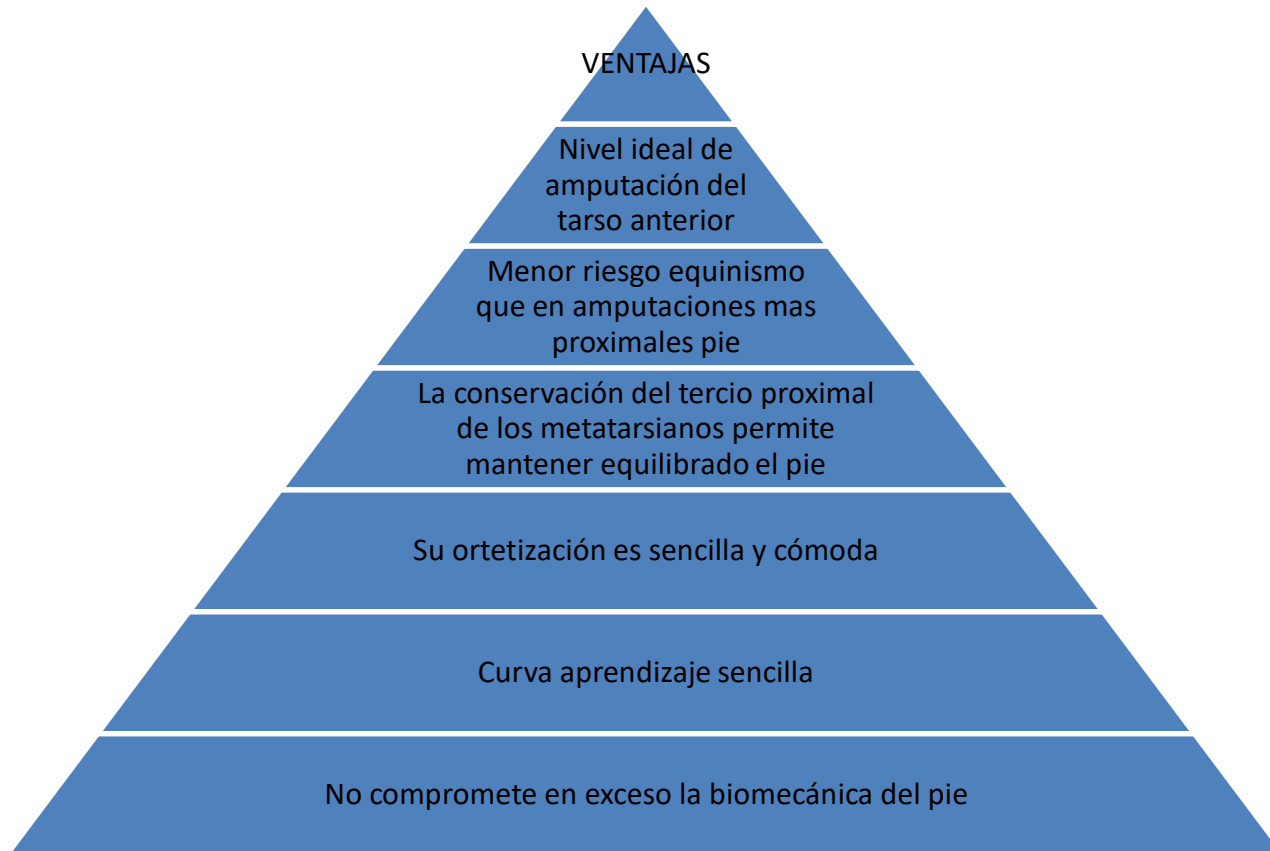 VENTAJAS
Nivel ideal de
amputación del
tarso anterior
Menor riesgo equinismo
que en amputaciones mas
proximales pie
La conservación del tercio proximal
de los metatarsianos permite
mantener equilibrado el pie
Su ortetización es sencilla y cómoda
Curva aprendizaje sencilla
No compromete en exceso la biomecánica del pie